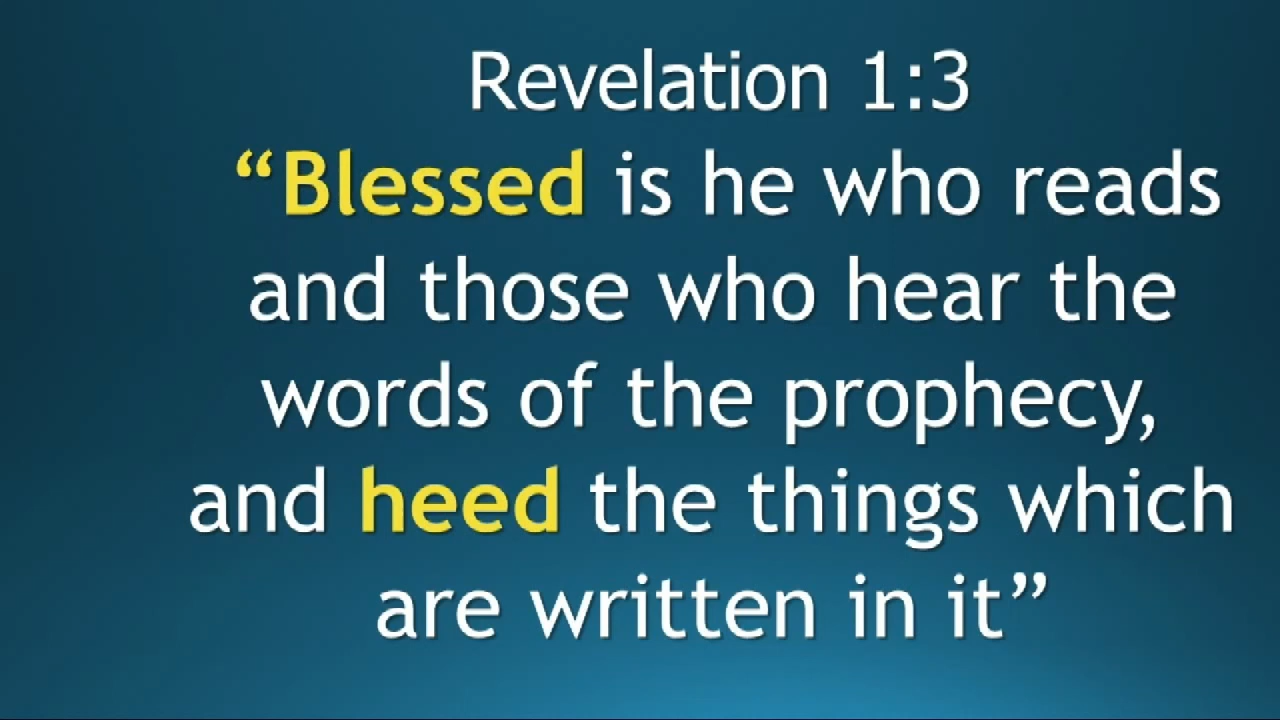 Revelation 1:3
“Blessed is he who reads
and those who hear the
words of the prophecy,
and heed the things which
are written in it”